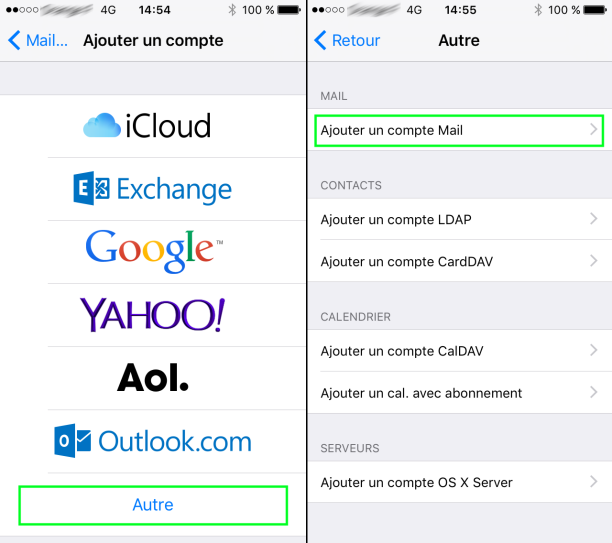 4G 14:54 100 %
Mail... Ajouter un compte
iCloud
E Exchange
Google™
YAHOO!
Aol.
o Outlook.com
Autre
4G 14:55 100 %
Retour Autre
MAIL
Ajouter un compte Mail
CONTACTS
Ajouter un compte LDAP
Ajouter un compte CardDAV
CALENDRIER
Ajouter un compte CalDAV
Ajouter un cal. avec abonnement
SERVEURS
Ajouter un compte OS X Server